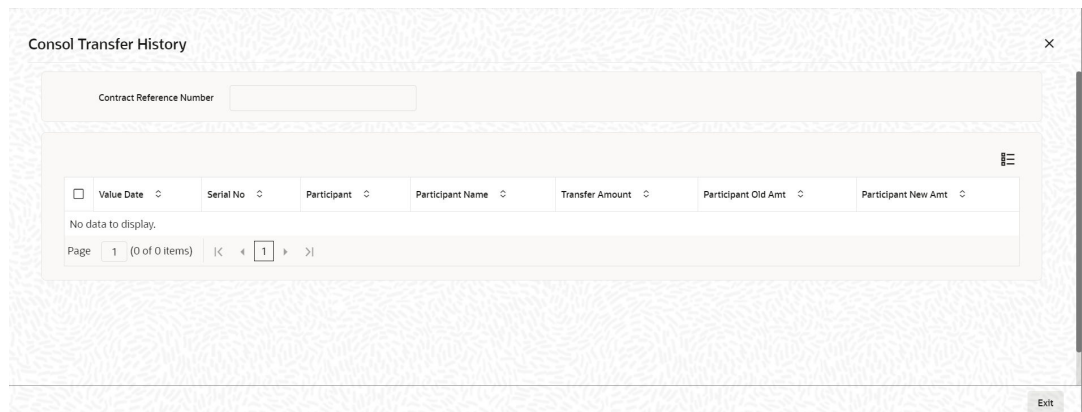 Consol Transfer History
Contract Reference Number
Value Date Serial No Participant Participant Name Transfer Amount Participant Old Amt Participant New Amt
No data to display.
Page 1 (0 of 0 items) 1
Exit